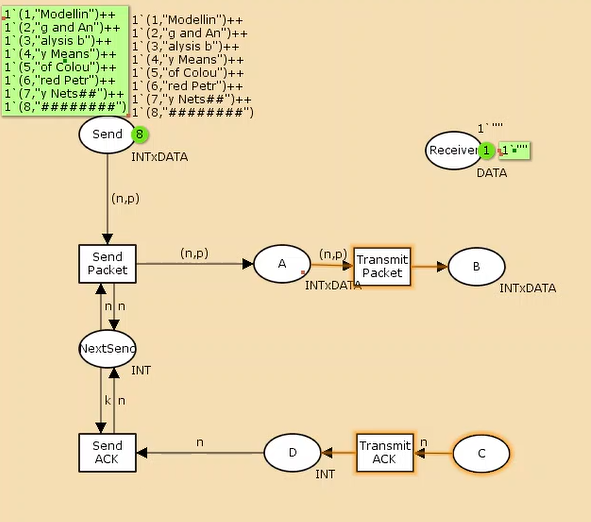 1`(1,"Modellin")++
1`(2,"g and An")++
1`(3,"alysis b")++
1`(4,"y Means")++
1`(5,"of Colou")++
1`(6,"red Petr")++
1`(7,"y Nets##")++
1`(8,"########")
1`(1,"Modellin")++
1`(2,"g and An")++
1`(3,"alysis b")++
1`(4,"y Means")++
1`(5,"of Colou")++
1`(6,"red Petr")++
1`(7,"y Nets##")++
1`(8,"########")
Send
8
INTxDATA
1`""
Receiver
1
1`""
DATA
(n,p)
Send
Packet
(n,p)
A
INTxDATA
(n,p)
Transmit
Packet
B
INTxDATA
n
n
NextSend
INT
k
n
Send
ACK
n
D
INT
Transmit
ACK
n
C